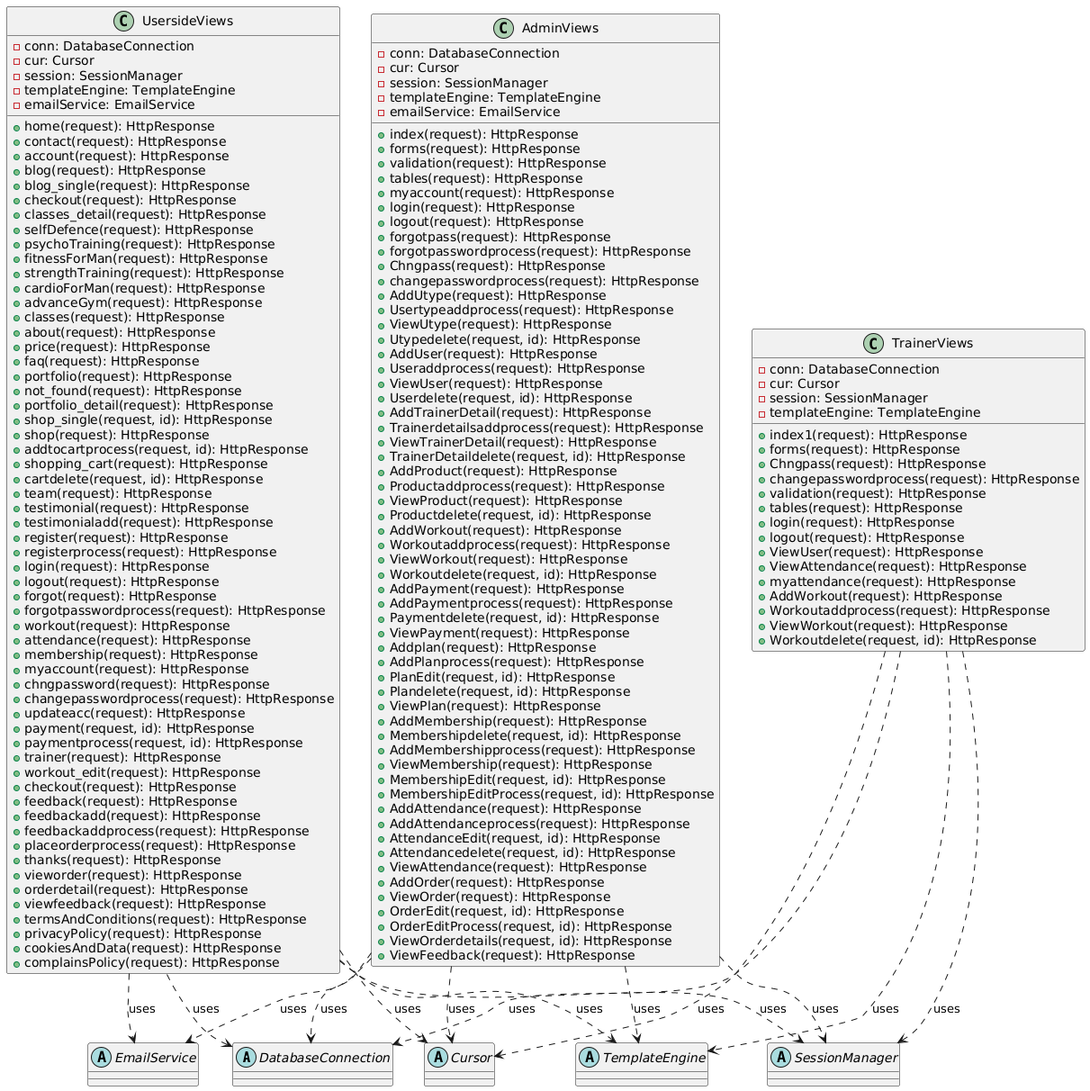 C UsersideViews
conn: DatabaseConnection
cur: Cursor
session: SessionManager
templateEngine: TemplateEngine
emailService: EmailService
home(request): HttpResponse
contact(request): HttpResponse
account(request): HttpResponse
blog(request): HttpResponse
blog_single(request): HttpResponse
checkout(request): HttpResponse
classes_detail(request): HttpResponse
selfDefence(request): HttpResponse
psychoTraining(request): HttpResponse
fitnessForMan(request): HttpResponse
strengthTraining(request): HttpResponse
cardioForMan(request): HttpResponse
advanceGym(request): HttpResponse
classes(request): HttpResponse
about(request): HttpResponse
price(request): HttpResponse
faq(request): HttpResponse
portfolio(request): HttpResponse
not_found(request): HttpResponse
portfolio_detail(request): HttpResponse
shop_single(request, id): HttpResponse
shop(request): HttpResponse
addtocartprocess(request, id): HttpResponse
shopping_cart(request): HttpResponse
cartdelete(request, id): HttpResponse
team(request): HttpResponse
testimonial(request): HttpResponse
testimonialadd(request): HttpResponse
register(request): HttpResponse
registerprocess(request): HttpResponse
login(request): HttpResponse
logout(request): HttpResponse
forgot(request): HttpResponse
forgotpasswordprocess(request): HttpResponse
workout(request): HttpResponse
attendance(request): HttpResponse
membership(request): HttpResponse
myaccount(request): HttpResponse
chngpassword(request): HttpResponse
changepasswordprocess(request): HttpResponse
updateacc(request): HttpResponse
payment(request, id): HttpResponse
paymentprocess(request, id): HttpResponse
trainer(request): HttpResponse
workout_edit(request): HttpResponse
checkout(request): HttpResponse
feedback(request): HttpResponse
feedbackadd(request): HttpResponse
feedbackaddprocess(request): HttpResponse
placeorderprocess(request): HttpResponse
thanks(request): HttpResponse
vieworder(request): HttpResponse
orderdetail(request): HttpResponse
viewfeedback(request): HttpResponse
termsAndConditions(request): HttpResponse
privacyPolicy(request): HttpResponse
cookiesAndData(request): HttpResponse
complainsPolicy(request): HttpResponse
C AdminViews
conn: DatabaseConnection
cur: Cursor
session: SessionManager
templateEngine: TemplateEngine
emailService: EmailService
index(request): HttpResponse
forms(request): HttpResponse
validation(request): HttpResponse
tables(request): HttpResponse
myaccount(request): HttpResponse
login(request): HttpResponse
logout(request): HttpResponse
forgotpass(request): HttpResponse
forgotpasswordprocess(request): HttpResponse
Chngpass(request): HttpResponse
changepasswordprocess(request): HttpResponse
AddUtype(request): HttpResponse
Usertypeaddprocess(request): HttpResponse
ViewUtype(request): HttpResponse
Utypedelete(request, id): HttpResponse
AddUser(request): HttpResponse
Useraddprocess(request): HttpResponse
ViewUser(request): HttpResponse
Userdelete(request, id): HttpResponse
AddTrainerDetail(request): HttpResponse
Trainerdetailsaddprocess(request): HttpResponse
ViewTrainerDetail(request): HttpResponse
TrainerDetaildelete(request, id): HttpResponse
AddProduct(request): HttpResponse
Productaddprocess(request): HttpResponse
ViewProduct(request): HttpResponse
Productdelete(request, id): HttpResponse
AddWorkout(request): HttpResponse
Workoutaddprocess(request): HttpResponse
ViewWorkout(request): HttpResponse
Workoutdelete(request, id): HttpResponse
AddPayment(request): HttpResponse
AddPaymentprocess(request): HttpResponse
Paymentdelete(request, id): HttpResponse
ViewPayment(request): HttpResponse
Addplan(request): HttpResponse
AddPlanprocess(request): HttpResponse
PlanEdit(request, id): HttpResponse
Plandelete(request, id): HttpResponse
ViewPlan(request): HttpResponse
AddMembership(request): HttpResponse
Membershipdelete(request, id): HttpResponse
AddMembershipprocess(request): HttpResponse
ViewMembership(request): HttpResponse
MembershipEdit(request, id): HttpResponse
MembershipEditProcess(request, id): HttpResponse
AddAttendance(request): HttpResponse
AddAttendanceprocess(request): HttpResponse
AttendanceEdit(request, id): HttpResponse
Attendancedelete(request, id): HttpResponse
ViewAttendance(request): HttpResponse
AddOrder(request): HttpResponse
ViewOrder(request): HttpResponse
OrderEdit(request, id): HttpResponse
OrderEditProcess(request, id): HttpResponse
ViewOrderdetails(request, id): HttpResponse
ViewFeedback(request): HttpResponse
C TrainerViews
conn: DatabaseConnection
cur: Cursor
session: SessionManager
templateEngine: TemplateEngine
index1(request): HttpResponse
forms(request): HttpResponse
Chngpass(request): HttpResponse
changepasswordprocess(request): HttpResponse
validation(request): HttpResponse
tables(request): HttpResponse
login(request): HttpResponse
logout(request): HttpResponse
ViewUser(request): HttpResponse
ViewAttendance(request): HttpResponse
myattendance(request): HttpResponse
AddWorkout(request): HttpResponse
Workoutaddprocess(request): HttpResponse
ViewWorkout(request): HttpResponse
Workoutdelete(request, id): HttpResponse
uses uses uses uses uses uses uses uses uses uses uses uses uses uses
A EmailService
A DatabaseConnection
A Cursor
A TemplateEngine
A SessionManager